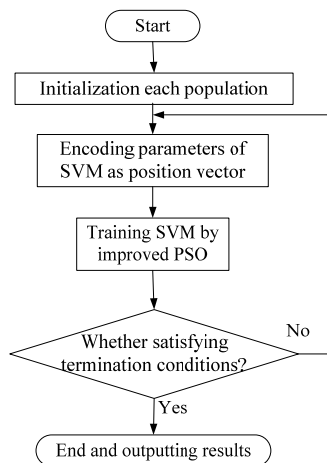 Start
Initialization each population
Encoding parameters of
SVM as position vector
Training SVM by
improved PSO
Whether satisfying
termination conditions?
No
Yes
End and outputting results